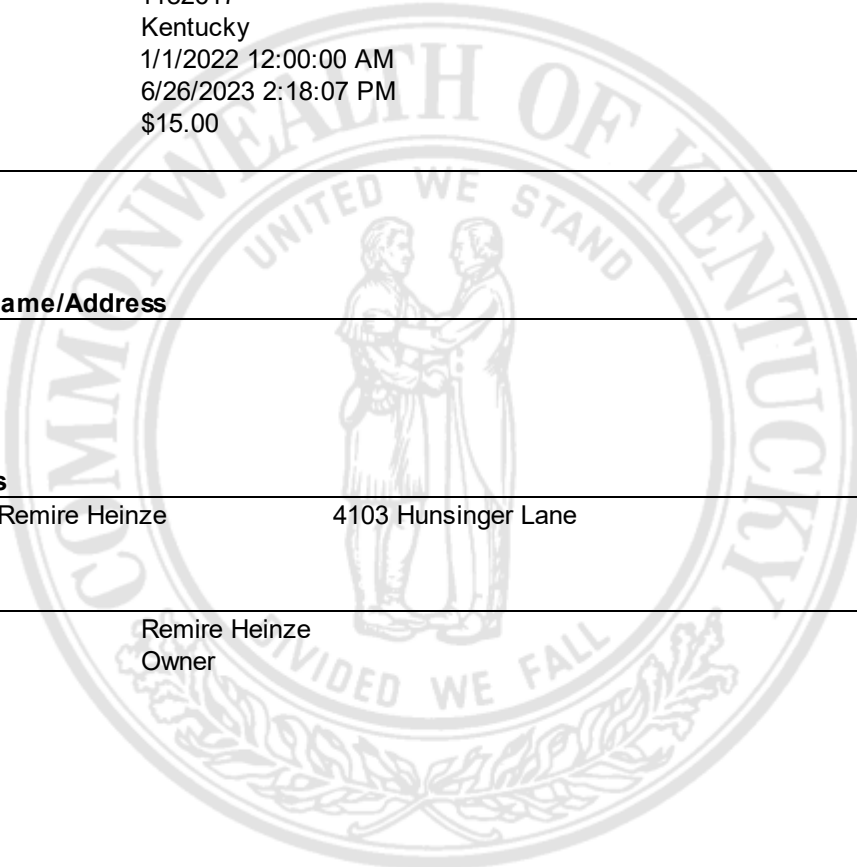 Kentucky
1/1/2022 12:00:00 AM
6/26/2023 2:18:07 PM
$15.00
COMMONWEALTH OF KENTUCKY
UNITED WE STAND
ame/Address
s
Remire Heinze 4103 Hunsinger Lane
Remire Heinze
Owner
DIVIDED WE FALL